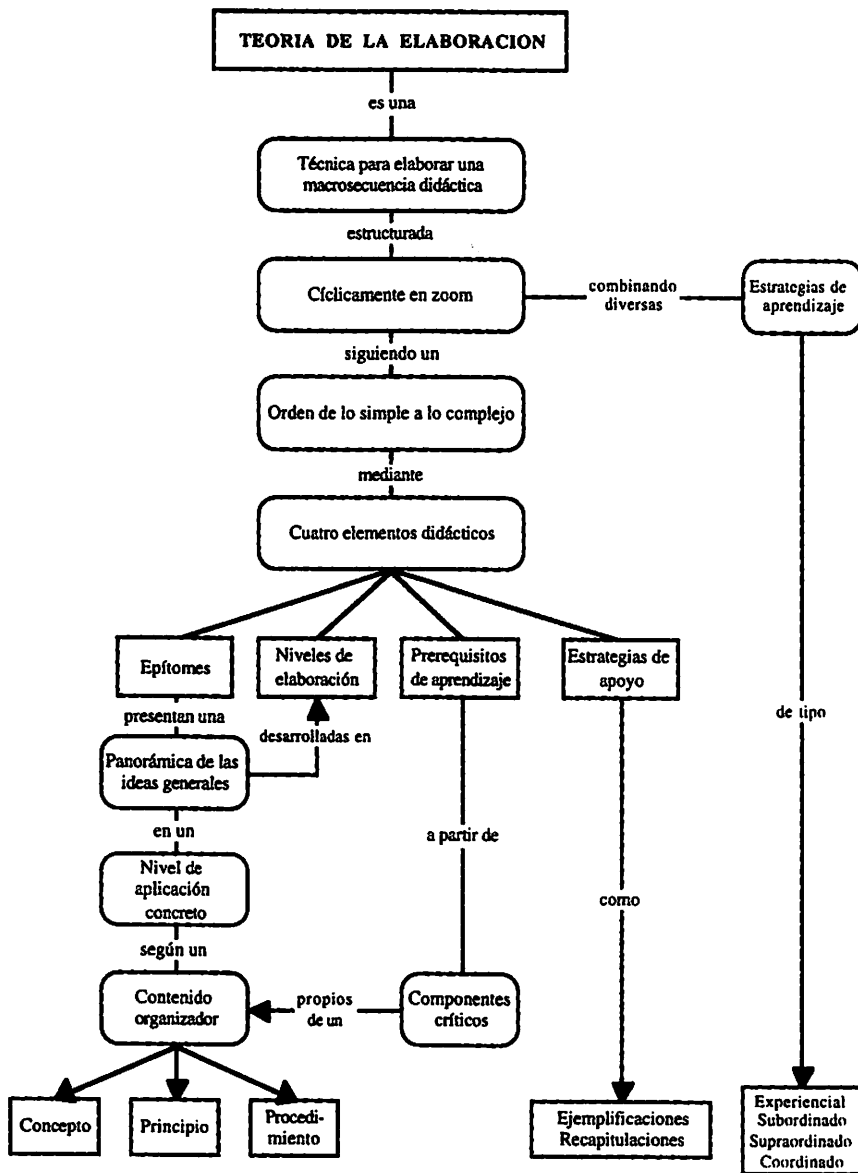 TEORIA DE LA ELABORACION
es una
Técnica para elaborar una
macrosecuencia didáctica
estructurada
Cíclicamente en zoom
combinando
diversas
Estrategias de
aprendizaje
siguiendo un
Orden de lo simple a lo complejo
mediante
Cuatro elementos didácticos
Epítomes
Niveles de
elaboración
Prerequisitos
de aprendizaje
Estrategias de
apoyo
presentan una
desarrolladas en
de tipo
Panorámica de las
ideas generales
en un
a partir de
Nivel de
aplicación
concreto
como
según un
Contenido
organizador
propios
de un
Componentes
críticos
Concepto
Principio
Procedi-
miento
Ejemplificaciones
Recapitulaciones
Experiencial
Subordinado
Supraordinado
Coordinado